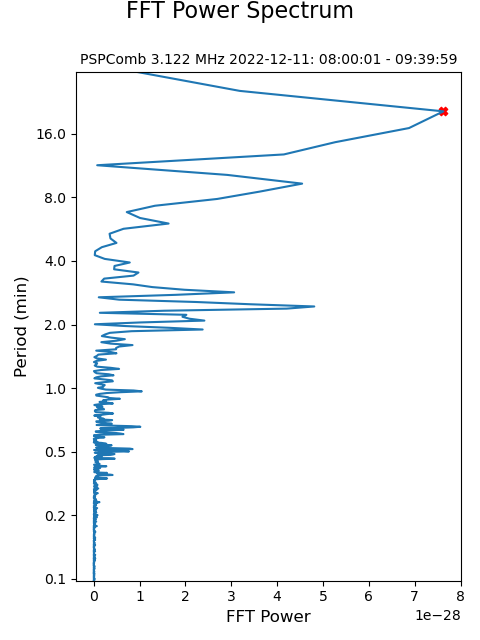 FFT Power Spectrum
PSPComb 3.122 MHz 2022-12-11: 08:00:01 - 09:39:59
16.0
8.0
4.0
2.0
1.0
0.5
0.2
0.1
Period (min)
0 1 2 3 4 5 6 7 8
1e−28
FFT Power